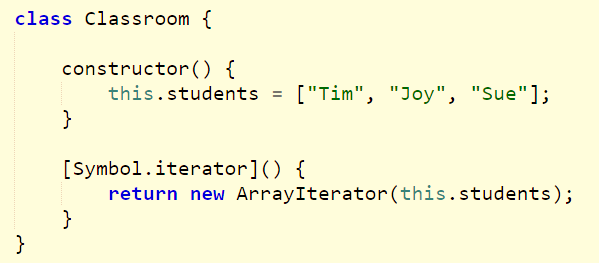 class Classroom {
constructor() {
this.students = ["Tim", "Joy", "Sue"];
}
[Symbol.iterator]() {
return new ArrayIterator(this.students);
}
}